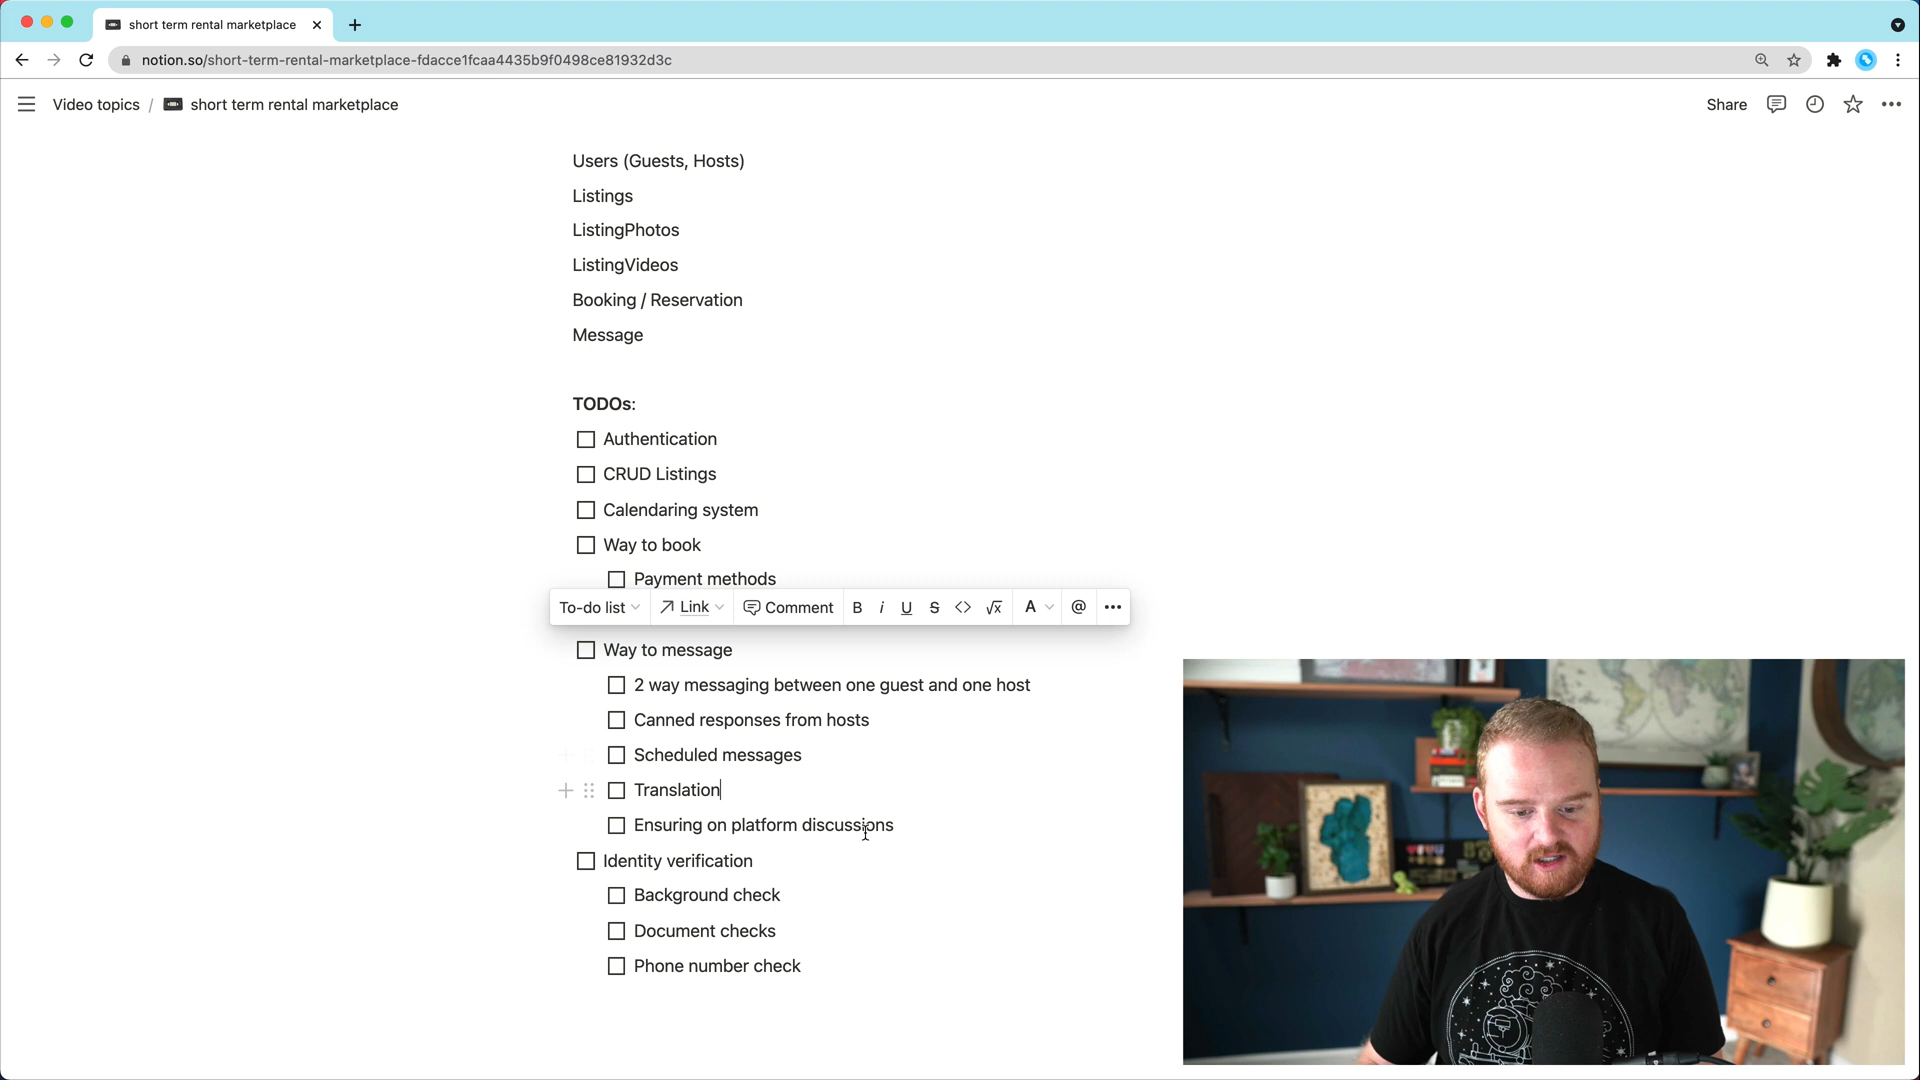 short term rental marketplace
notion.so/short-term-rental-marketplace-fdacce1fcaa4435b9f0498ce81932d3c
Video topics / short term rental marketplace
Share
Users (Guests, Hosts)
Listings
ListingPhotos
ListingVideos
Booking / Reservation
Message
TODOs:
Authentication
CRUD Listings
Calendaring system
Way to book
Payment methods
To-do list Link Comment B i U S <> √x A @ •••
Way to message
2 way messaging between one guest and one host
Canned responses from hosts
Scheduled messages
Translation
Ensuring on platform discussions
Identity verification
Background check
Document checks
Phone number check